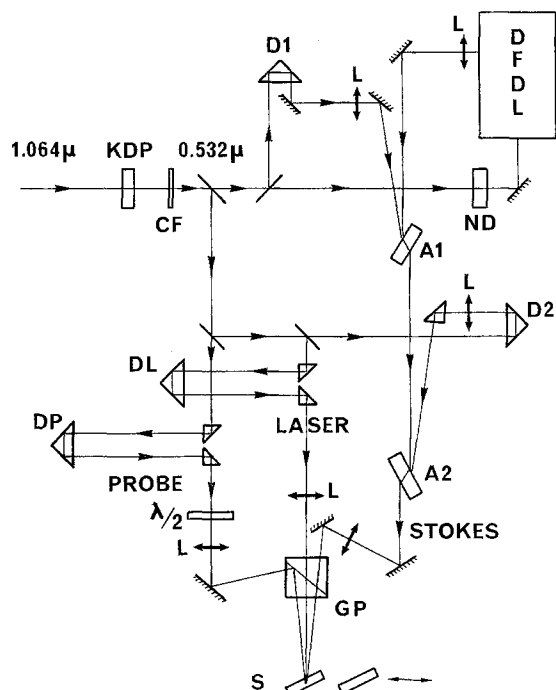 D1
L
L
D
F
D
L
1.064μ
KDP
0.532μ
CF
ND
A1
L
D2
DL
LASER
DP
PROBE
A2
λ/2
L
L
STOKES
GP
S